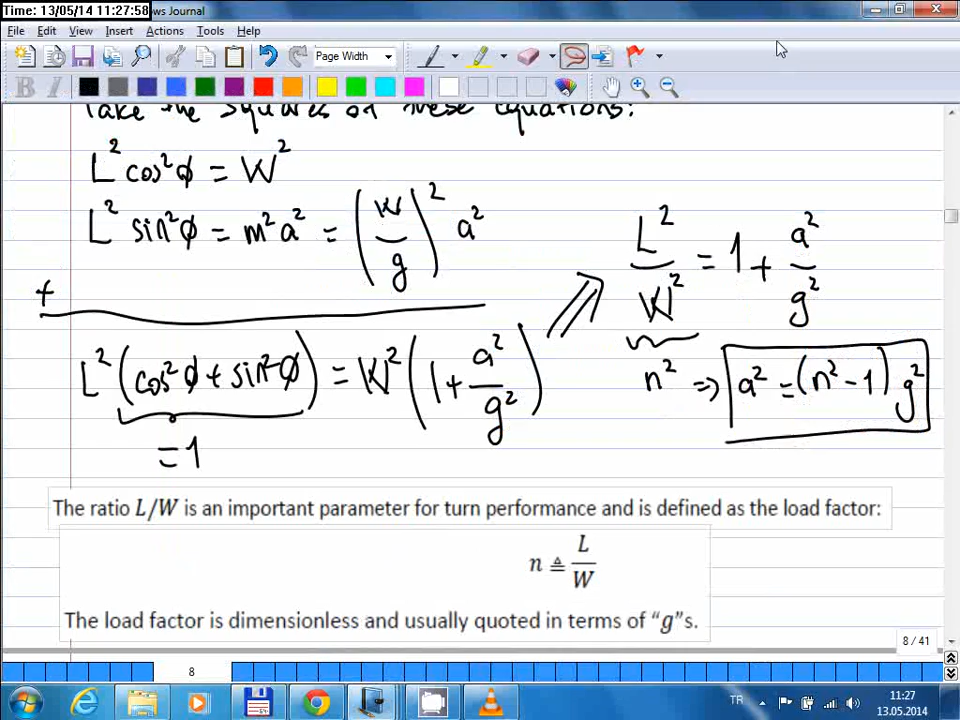 Time: 13/05/14 11:27:58
ws Journal
File Edit View Insert Actions Tools Help
Page Width
B I
Take the squares of these equations:
L² cos²ϕ = W²
L² sin²ϕ = m²a² = (W/g)² a²
+
L² (cos²ϕ + sin²ϕ) = W² (1 + a²/g²)
= 1
⇒ L²/W² = 1 + a²/g²
n² ⇒ a² = (n² - 1) g²
The ratio L/W is an important parameter for turn performance and is defined as the load factor:
n ≜ L/W
The load factor is dimensionless and usually quoted in terms of “g”s.
8 / 41
8
TR
11:27
13.05.2014